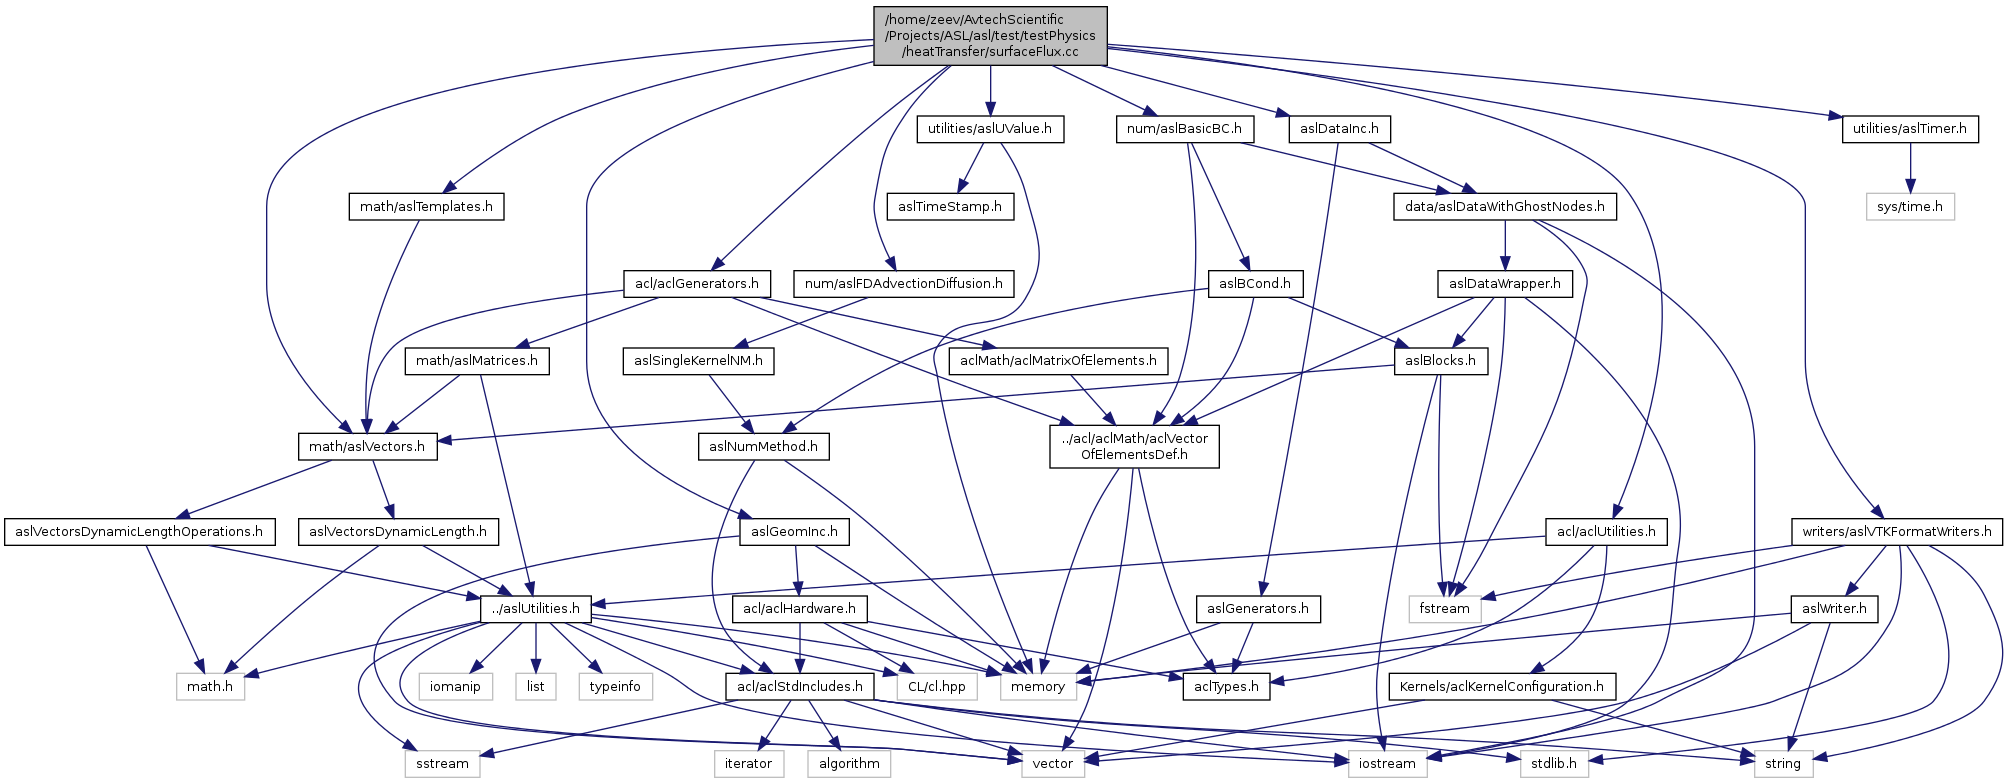 /home/zeev/AvtechScientific
/Projects/ASL/asl/test/testPhysics
/heatTransfer/surfaceFlux.cc
utilities/aslUValue.h
num/aslBasicBC.h
aslDataInc.h
utilities/aslTimer.h
math/aslTemplates.h
aslTimeStamp.h
data/aslDataWithGhostNodes.h
sys/time.h
acl/aclGenerators.h
num/aslFDAdvectionDiffusion.h
aslBCond.h
aslDataWrapper.h
math/aslMatrices.h
aslSingleKernelNM.h
aclMath/aclMatrixOfElements.h
aslBlocks.h
math/aslVectors.h
aslNumMethod.h
../acl/aclMath/aclVector
OfElementsDef.h
aslVectorsDynamicLengthOperations.h
aslVectorsDynamicLength.h
aslGeomInc.h
acl/aclUtilities.h
writers/aslVTKFormatWriters.h
../aslUtilities.h
acl/aclHardware.h
aslGenerators.h
fstream
aslWriter.h
math.h
iomanip
list
typeinfo
acl/aclStdIncludes.h
CL/cl.hpp
memory
aclTypes.h
Kernels/aclKernelConfiguration.h
sstream
iterator
algorithm
vector
iostream
stdlib.h
string